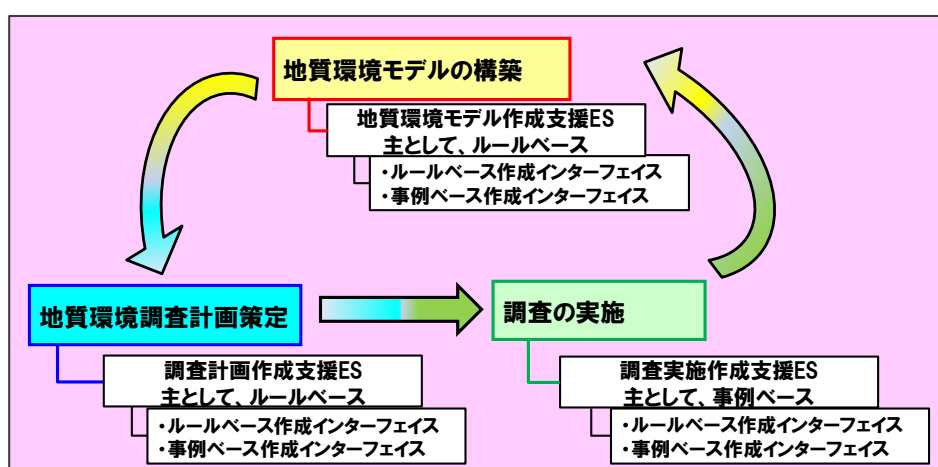 地質環境モデルの構築
地質環境モデル作成支援ES
主として、ルールベース
・ルールベース作成インターフェイス
・事例ベース作成インターフェイス
地質環境調査計画策定
調査計画作成支援ES
主として、ルールベース
・ルールベース作成インターフェイス
・事例ベース作成インターフェイス
調査の実施
調査実施作成支援ES
主として、事例ベース
・ルールベース作成インターフェイス
・事例ベース作成インターフェイス